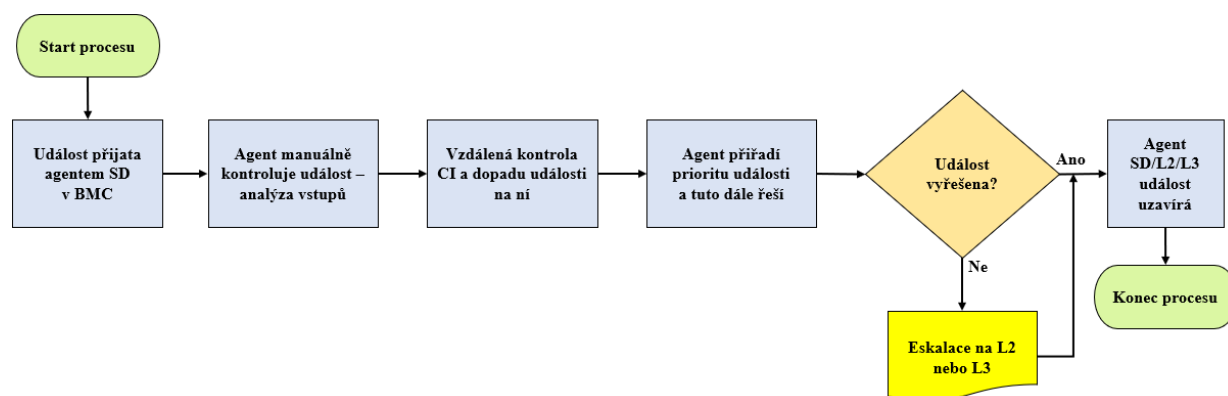 Start procesu
Událost přijata
agentem SD
v BMC
Agent manuálně
kontroluje událost –
analýza vstupů
Vzdálená kontrola
CI a dopadu události
na ní
Agent přiřadí
prioritu události
a tuto dále řeší
Událost
vyřešena?
Ano
Ne
Eskalace na L2
nebo L3
Agent
SD/L2/L3
událost
uzavírá
Konec procesu